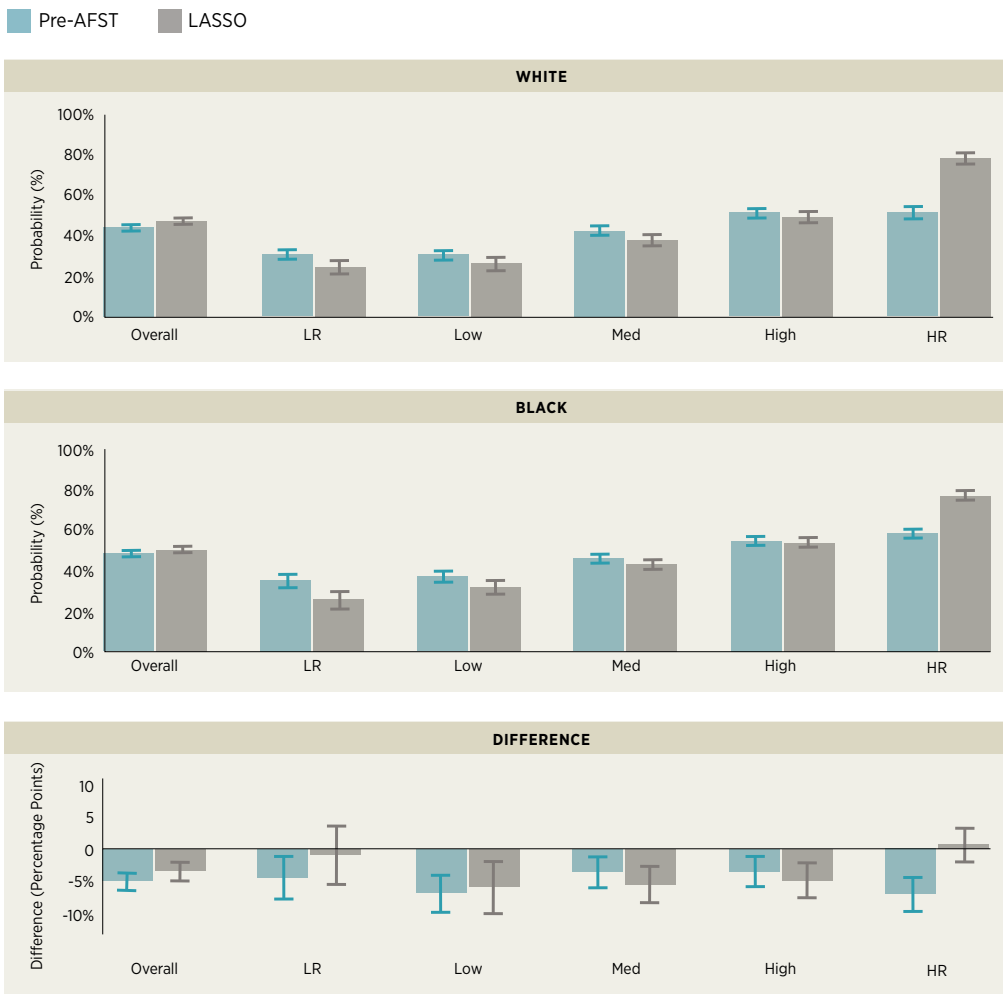 Pre-AFST LASSO
WHITE
Probability (%)
100%
80%
60%
40%
20%
0%
Overall LR Low Med High HR
BLACK
Probability (%)
100%
80%
60%
40%
20%
0%
Overall LR Low Med High HR
DIFFERENCE
Difference (Percentage Points)
10
5
0
-5%
-10%
Overall LR Low Med High HR